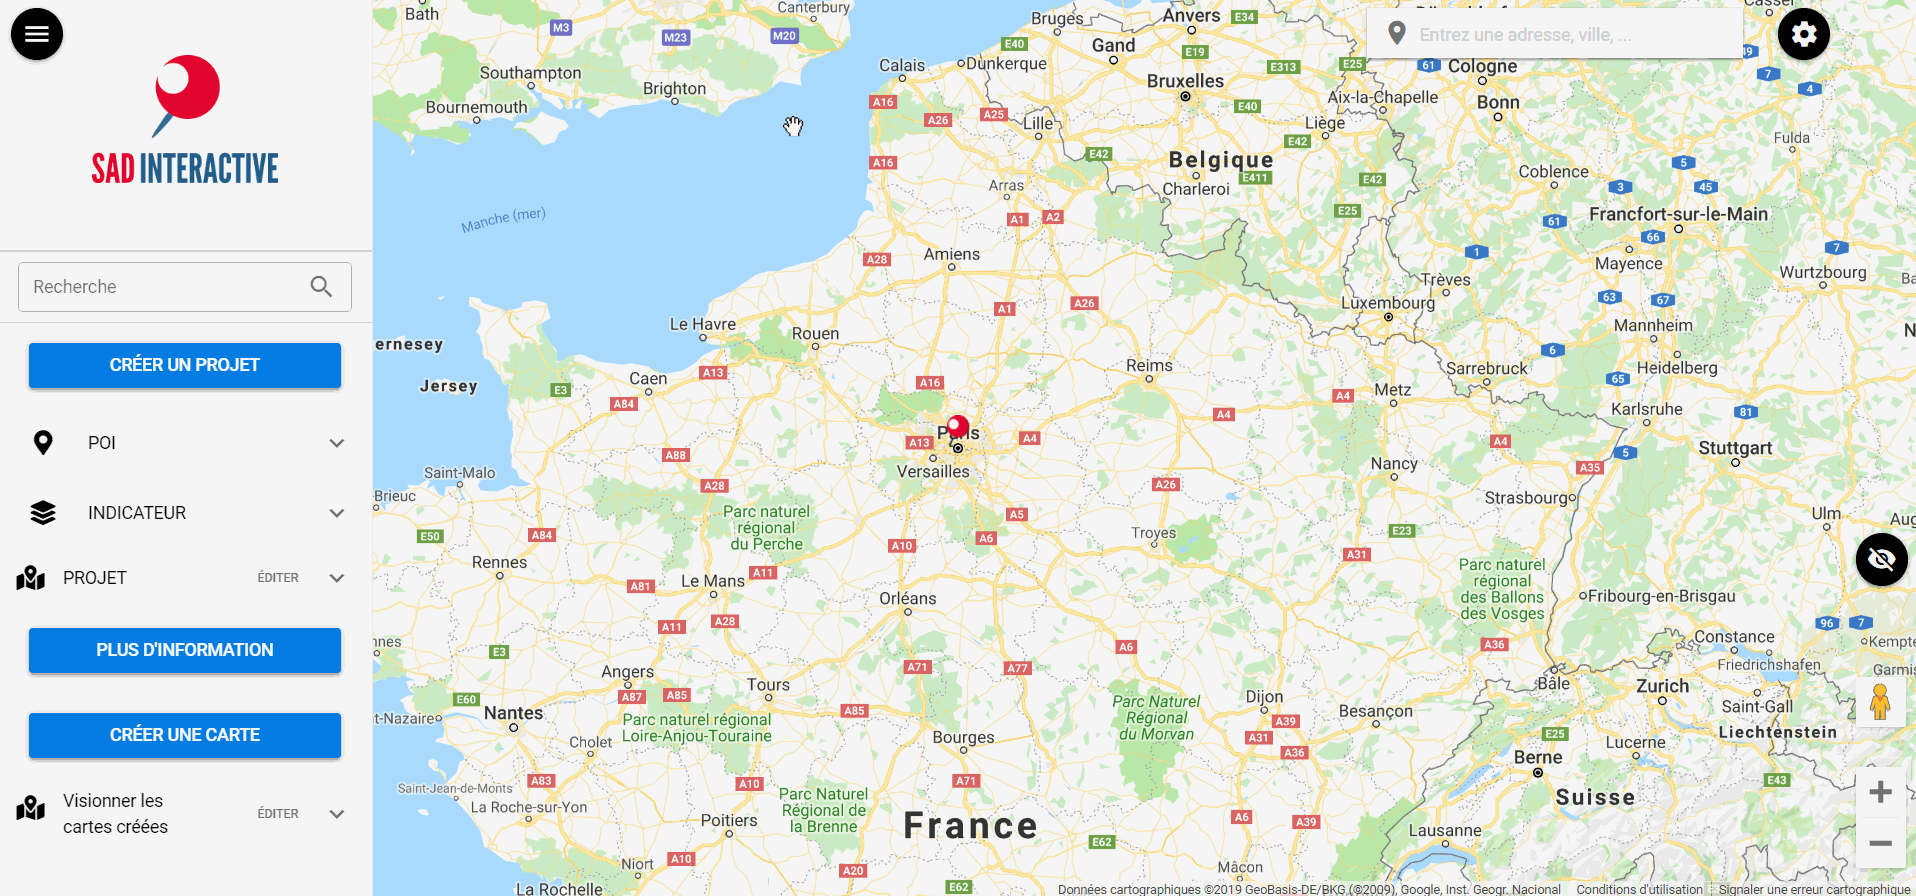 SAD INTERACTIVE
Recherche
CRÉER UN PROJET
POI
INDICATEUR
PROJET
ÉDITER
PLUS D'INFORMATION
CRÉER UNE CARTE
Visionner les
cartes créées
ÉDITER
Entrez une adresse, ville, ...
Bath
M3
M23
M20
Canterbury
Bruges
Anvers
E34
Cassel
Southampton
Calais
Dunkerque
E40
Gand
E19
E313
E25
61
Cologne
49
7
4
Bournemouth
Brighton
A16
A26
A25
Lille
Bruxelles
E40
Aix-la-Chapelle
Bonn
Liège
E42
Fulda
A16
E42
Belgique
E411
Charleroi
E42
Coblence
5
3
45
Arras
A1
A2
E25
61
Francfort-sur-le-Main
66
Manche (mer)
A28
Amiens
1
Mayence
7
Wurtzbourg
Trèves
A1
A26
Luxembourg
63
67
Mannheim
Le Havre
Rouen
ernesey
Jersey
Caen
A13
A16
Reims
6
Sarrebruck
65
Heidelberg
E3
A84
Metz
A4
A4
Karlsruhe
81
Paris
A13
A4
A4
5
Stuttgart
A88
Versailles
Nancy
A35
Saint-Malo
Brieuc
A28
A26
Strasbourg
Parc naturel
régional
du Perche
A5
Ulm
Aug
E50
A84
A10
A6
Troyes
E23
A31
Rennes
Le Mans
A11
A81
Parc naturel
régional
des Ballons
des Vosges
Orléans
Fribourg-en-Brisgau
A11
A28
96
7
Kempte
nnes
E3
A6
A36
Constance
Friedrichshafen
Garmis
Angers
Tours
A71
A77
Bâle
Zurich
Saint-Gall
E60
A87
A85
A85
Parc Naturel
Régional
du Morvan
Dijon
A39
Besançon
t-Nazaire
Nantes
Parc naturel régional
Loire-Anjou-Touraine
Liechtenstein
A31
A36
E25
Lucerne
Cholet
Bourges
Berne
E43
Saint-Jean-de-Monts
A83
A10
A71
Suisse
La Roche-sur-Yon
Parc Naturel
Régional de
la Brenne
Poitiers
France
A6
A39
Lausanne
E62
Niort
A10
A20
Mâcon
La Rochelle
E62
Données cartographiques ©2019 GeoBasis-DE/BKG (©2009), Google, Inst. Geogr. Nacional
Conditions d'utilisation
Signaler une erreur cartographique